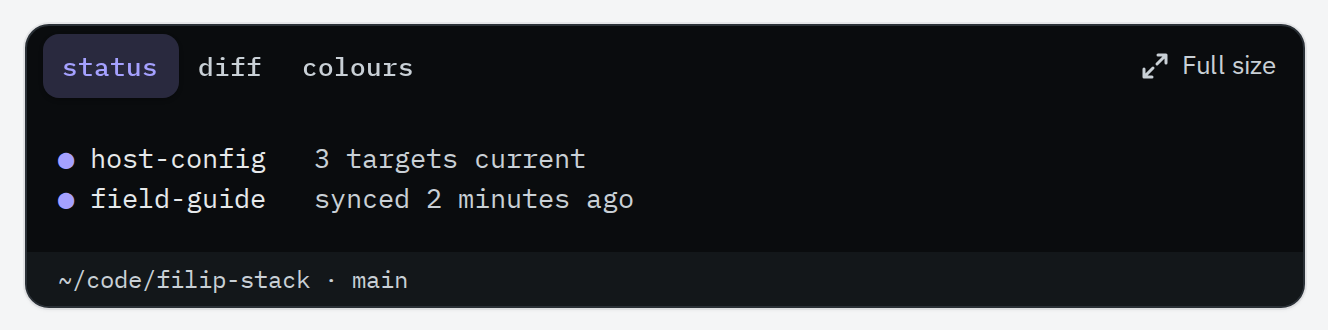 status diff colours Full size
● host-config 3 targets current
● field-guide synced 2 minutes ago
~/code/filip-stack · main